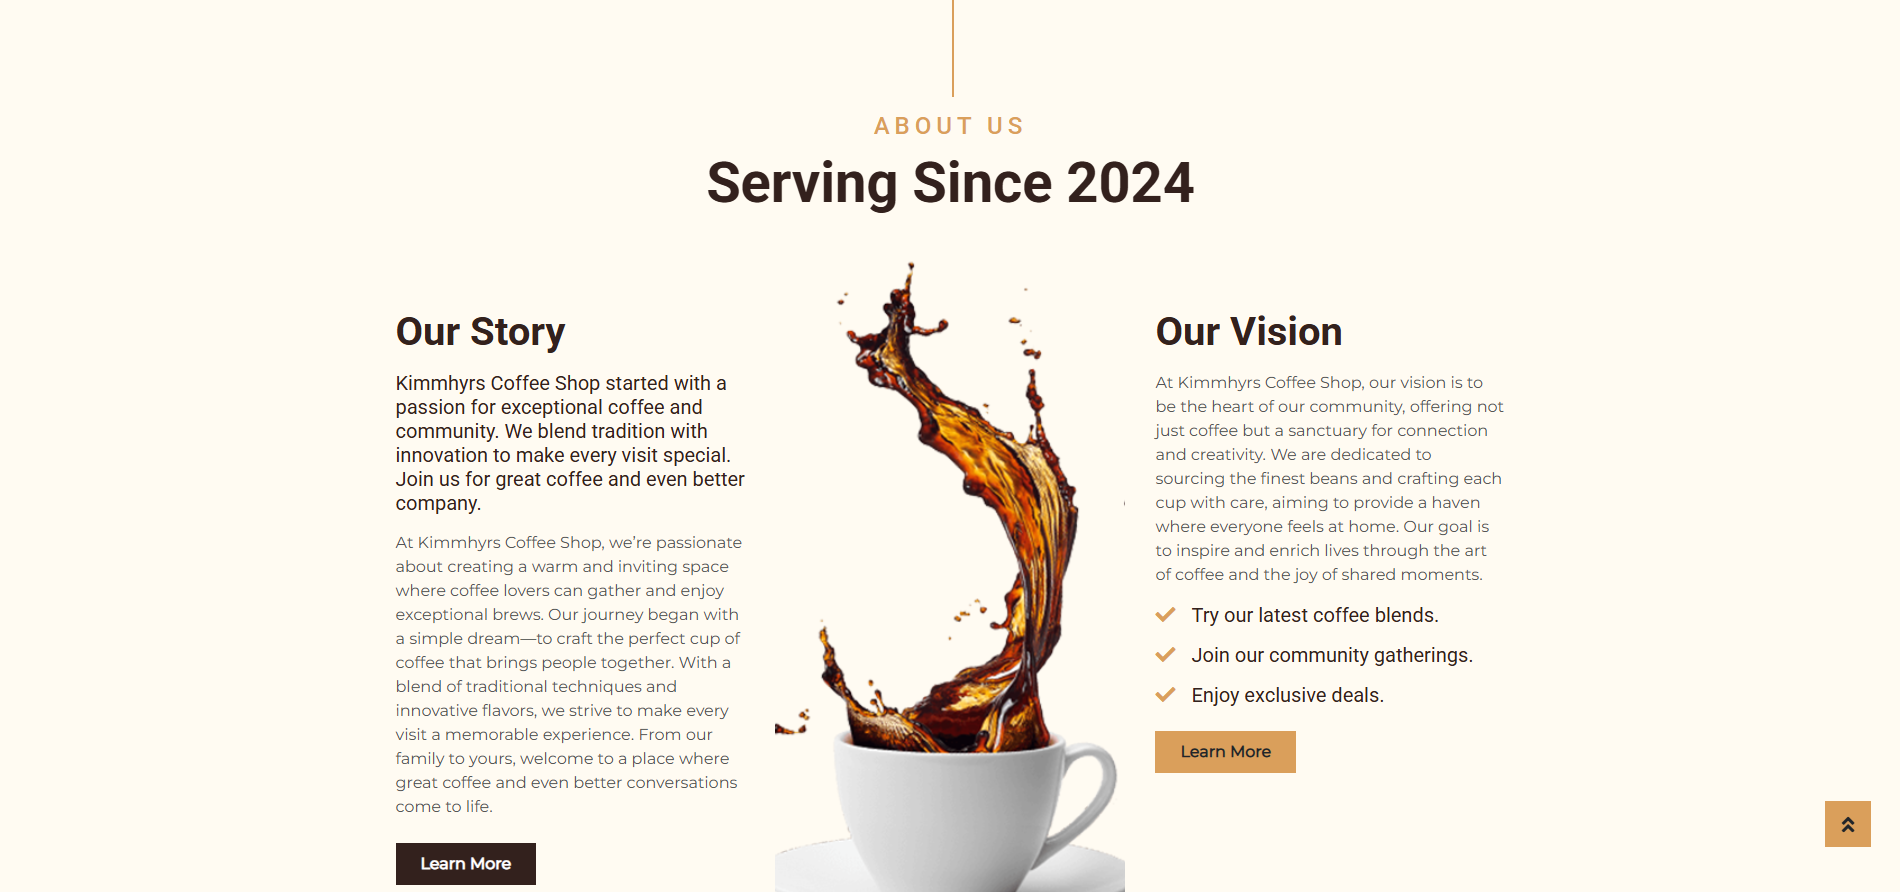 ABOUT US
Serving Since 2024
Our Story
Kimmhyrs Coffee Shop started with a
passion for exceptional coffee and
community. We blend tradition with
innovation to make every visit special.
Join us for great coffee and even better
company.
At Kimmhyrs Coffee Shop, we’re passionate
about creating a warm and inviting space
where coffee lovers can gather and enjoy
exceptional brews. Our journey began with
a simple dream—to craft the perfect cup of
coffee that brings people together. With a
blend of traditional techniques and
innovative flavors, we strive to make every
visit a memorable experience. From our
family to yours, welcome to a place where
great coffee and even better conversations
come to life.
Learn More
Our Vision
At Kimmhyrs Coffee Shop, our vision is to
be the heart of our community, offering not
just coffee but a sanctuary for connection
and creativity. We are dedicated to
sourcing the finest beans and crafting each
cup with care, aiming to provide a haven
where everyone feels at home. Our goal is
to inspire and enrich lives through the art
of coffee and the joy of shared moments.
Try our latest coffee blends.
Join our community gatherings.
Enjoy exclusive deals.
Learn More